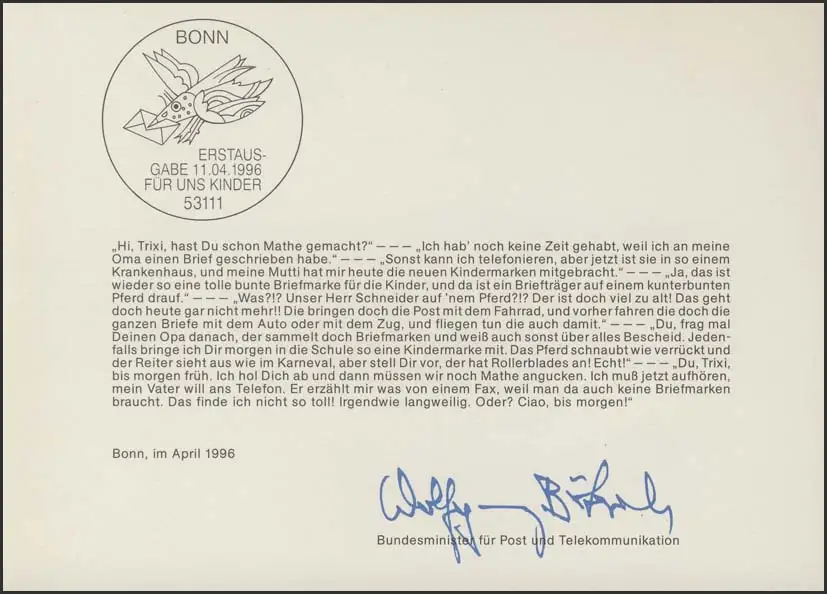 BONN
ERSTAUS-
GABE 11.04.1996
FÜR UNS KINDER
53111
„Hi, Trixi, hast Du schon Mathe gemacht?“ – – – „Ich hab' noch keine Zeit gehabt, weil ich an meine
Oma einen Brief geschrieben habe.“ – – – „Sonst kann ich telefonieren, aber jetzt ist sie in so einem
Krankenhaus, und meine Mutti hat mir heute die neuen Kindermarken mitgebracht.“ – – – „Ja, das ist
wieder so eine tolle bunte Briefmarke für die Kinder, und da ist ein Briefträger auf einem kunterbunten
Pferd drauf.“ – – – „Was?!? Unser Herr Schneider auf 'nem Pferd?!? Der ist doch viel zu alt! Das geht
doch heute gar nicht mehr!! Die bringen doch die Post mit dem Fahrrad, und vorher fahren die doch die
ganzen Briefe mit dem Auto oder mit dem Zug, und fliegen tun die auch damit.“ – – – „Du, frag mal
Deinen Opa danach, der sammelt doch Briefmarken und weiß auch sonst über alles Bescheid. Jeden-
falls bringe ich Dir morgen in die Schule so eine Kindermarke mit. Das Pferd schnaubt wie verrückt und
der Reiter sieht aus wie im Karneval, aber stell Dir vor, der hat Rollerblades an! Echt!“ – – – „Du, Trixi,
bis morgen früh. Ich hol Dich ab und dann müssen wir noch Mathe angucken. Ich muß jetzt aufhören,
mein Vater will ans Telefon. Er erzählt mir was von einem Fax, weil man da auch keine Briefmarken
braucht. Das finde ich nicht so toll! Irgendwie langweilig. Oder? Ciao, bis morgen!“
Bonn, im April 1996
Wolfgang Bötsch
Bundesminister für Post und Telekommunikation